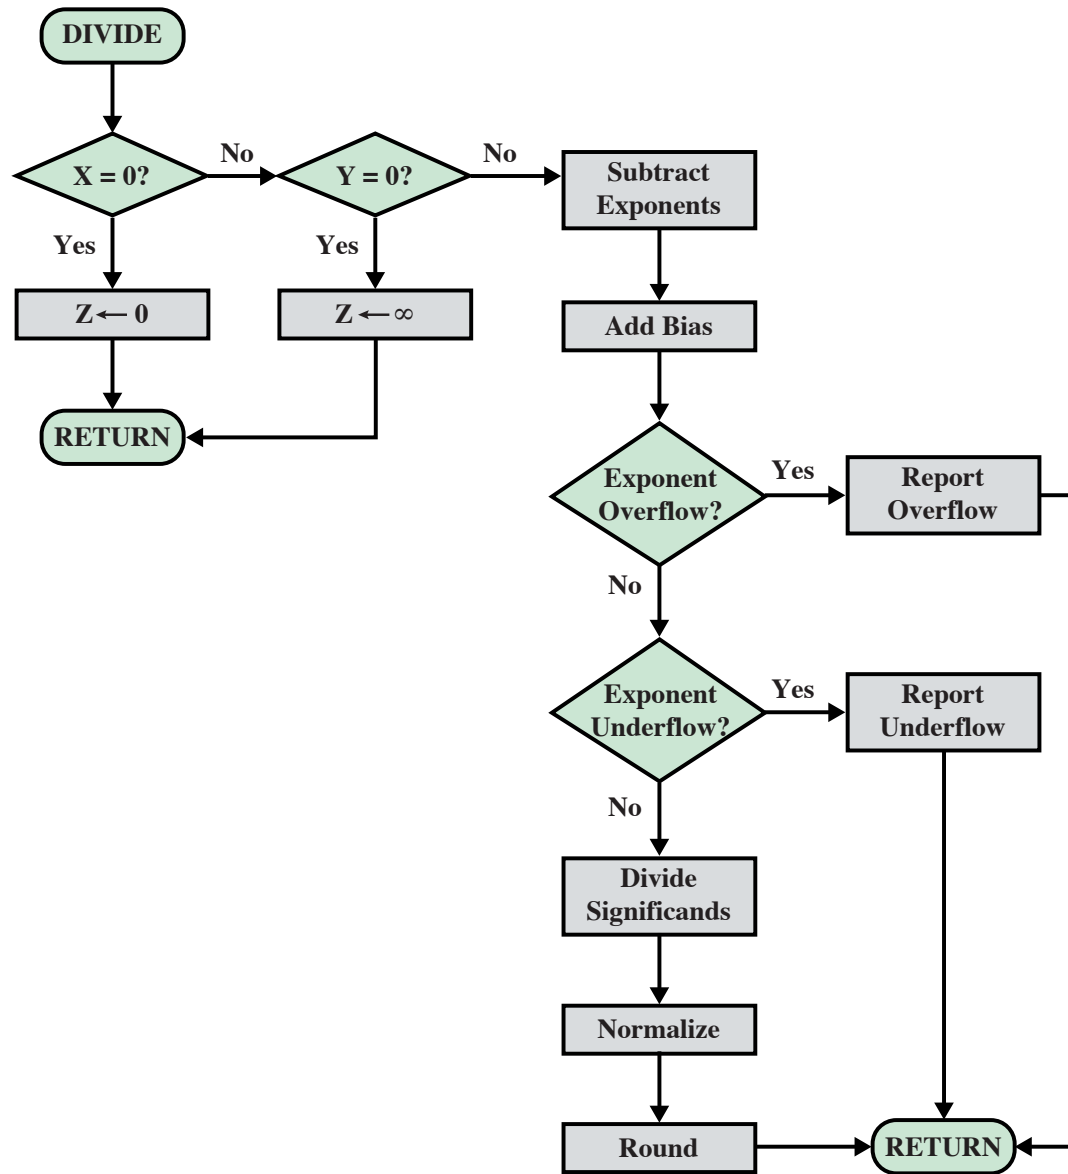 DIVIDE
X = 0?
No
Y = 0?
No
Subtract
Exponents
Yes
Yes
Z ← 0
Z ← ∞
Add Bias
RETURN
Exponent
Overflow?
Yes
Report
Overflow
No
Exponent
Underflow?
Yes
Report
Underflow
No
Divide
Significands
Normalize
Round
RETURN